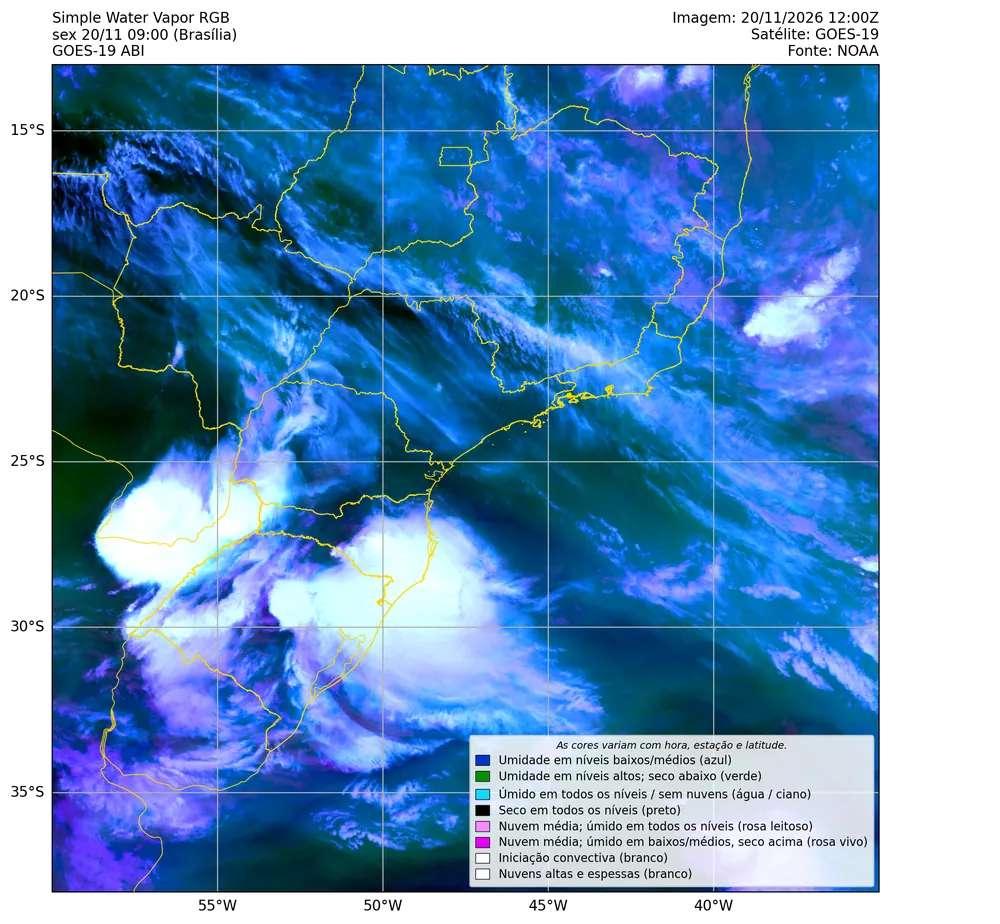 Simple Water Vapor RGB
sex 20/11 09:00 (Brasília)
GOES-19 ABI
Imagem: 20/11/2026 12:00Z
Satélite: GOES-19
Fonte: NOAA
15°S
20°S
25°S
30°S
35°S
55°W
50°W
45°W
40°W
As cores variam com hora, estação e latitude.
Umidade em níveis baixos/médios (azul)
Umidade em níveis altos; seco abaixo (verde)
Úmido em todos os níveis / sem nuvens (água / ciano)
Seco em todos os níveis (preto)
Nuvem média; úmido em todos os níveis (rosa leitoso)
Nuvem média; úmido em baixos/médios, seco acima (rosa vivo)
Iniciação convectiva (branco)
Nuvens altas e espessas (branco)